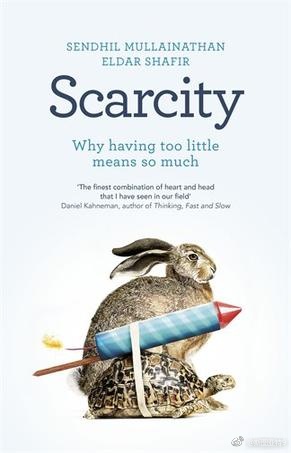 SENDHIL MULLAINATHAN
ELDAR SHAFIR
Scarcity
Why having too little
means so much
'The finest combination of heart and head
that I have seen in our field'
Daniel Kahneman, author of Thinking, Fast and Slow